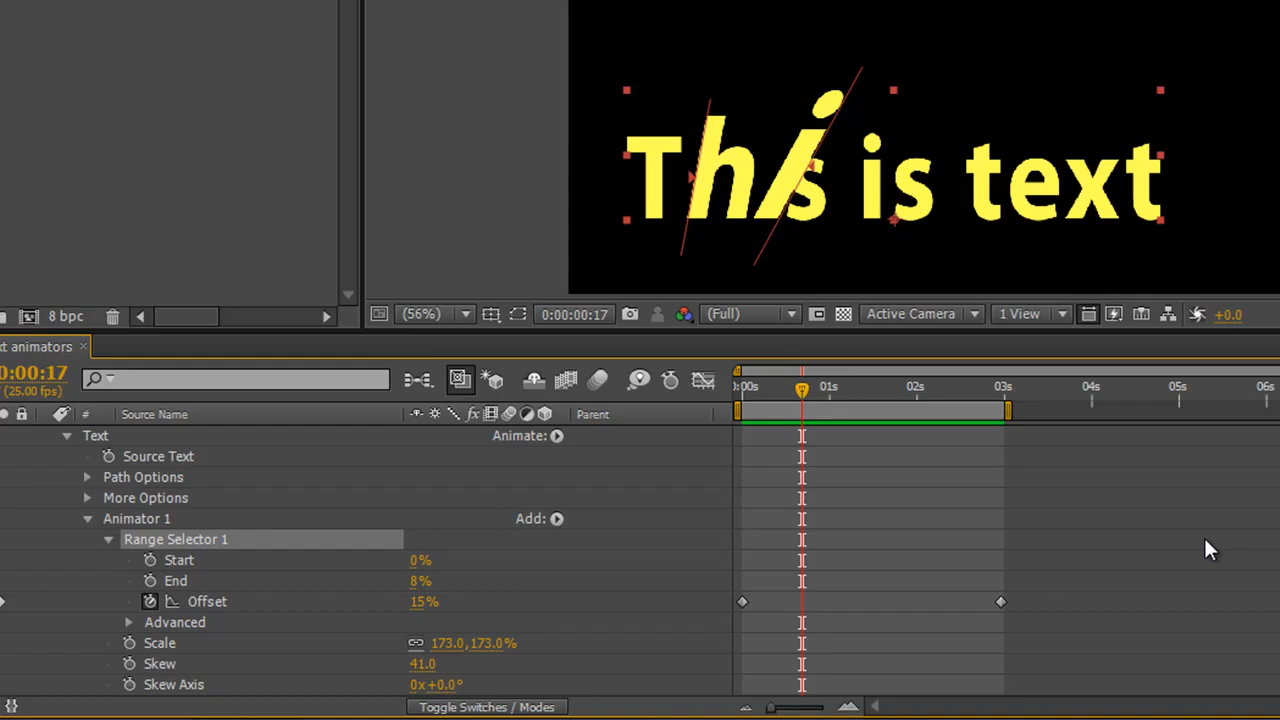 This is text
8 bpc
(56%)
0:00:00:17
(Full)
Active Camera
1 View
+0.0
xt animators ×
0:00:17
(25.00 fps)
0:00s 01s 02s 03s 04s 05s 06s
# Source Name
fx
Parent
Text
Animate:
Source Text
Path Options
More Options
Animator 1
Add:
Range Selector 1
Start 0%
End 8%
Offset 15%
Advanced
Scale 173.0,173.0%
Skew 41.0
Skew Axis 0x+0.0°
Toggle Switches / Modes